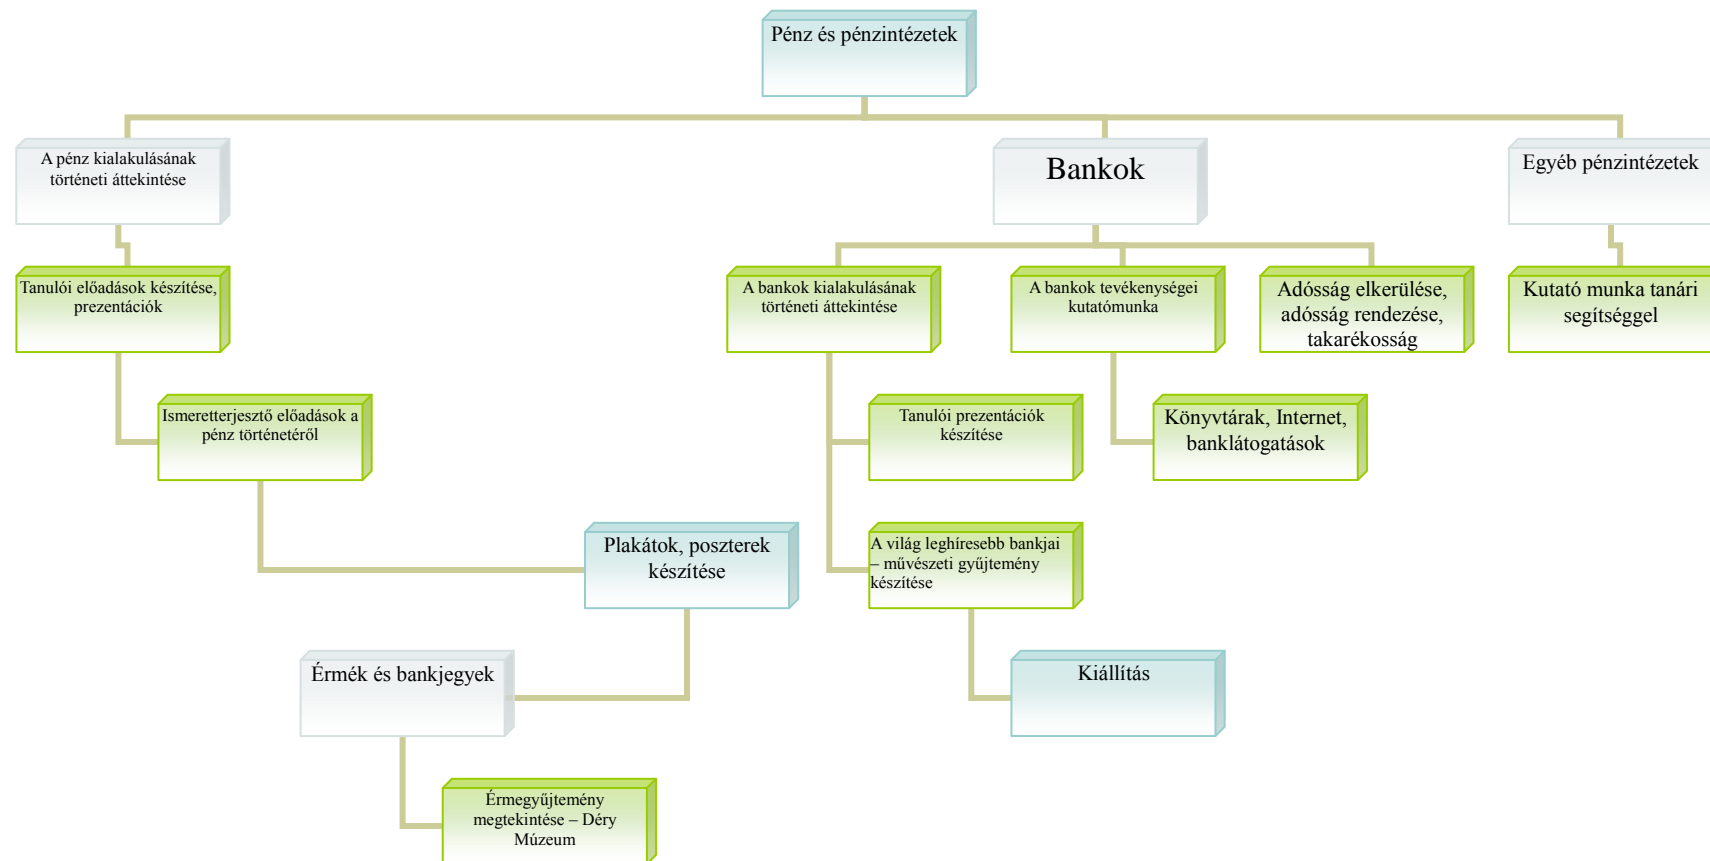 Pénz és pénzintézetek
A pénz kialakulásának
történeti áttekintése
Bankok
Egyéb pénzintézetek
Tanulói előadások készítése,
prezentációk
A bankok kialakulásának
történeti áttekintése
A bankok tevékenységei
kutatómunka
Adósság elkerülése,
adósság rendezése,
takarékosság
Kutató munka tanári
segítséggel
Ismeretterjesztő előadások a
pénz történetéről
Tanulói prezentációk
készítése
Könyvtárak, Internet,
banklátogatások
Plakátok, poszterek
készítése
A világ leghíresebb bankjai
– művészeti gyűjtemény
készítése
Érmék és bankjegyek
Kiállítás
Érmegyűjtemény
megtekintése – Déry
Múzeum